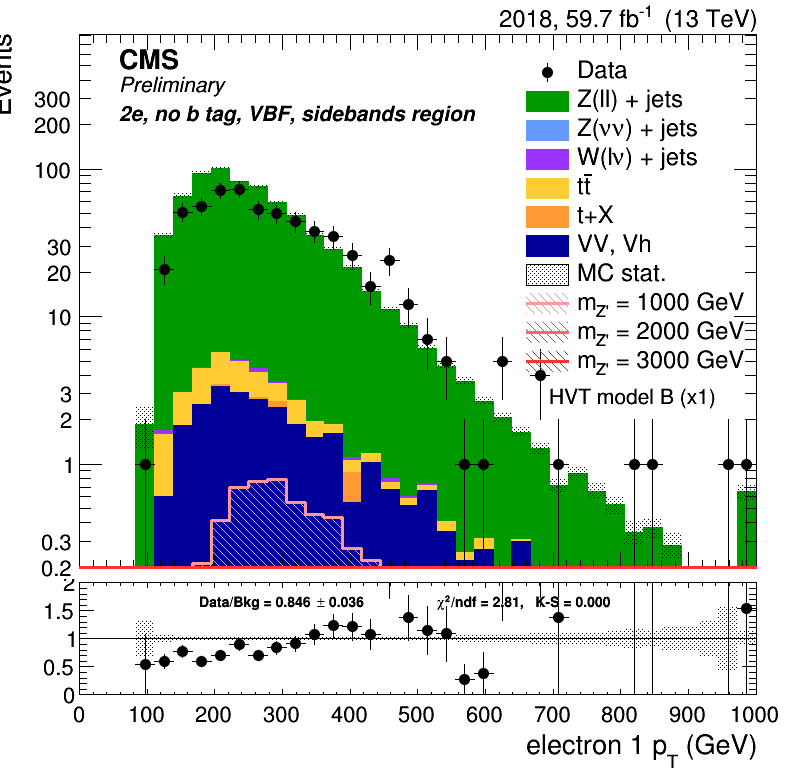 2018, 59.7 fb⁻¹ (13 TeV)
Events
CMS
Preliminary
2e, no b tag, VBF, sidebands region
Data
Z(ll) + jets
Z(νν) + jets
W(lν) + jets
tt̄
t+X
VV, Vh
MC stat.
m_Z' = 1000 GeV
m_Z' = 2000 GeV
m_Z' = 3000 GeV
HVT model B (x1)
300
200
100
30
20
10
3
2
1
0.3
0.2
2
1.5
1
0.5
0
Data/Bkg = 0.846 ± 0.036
χ²/ndf = 2.81, K-S = 0.000
0 100 200 300 400 500 600 700 800 900 1000
electron 1 p_T (GeV)